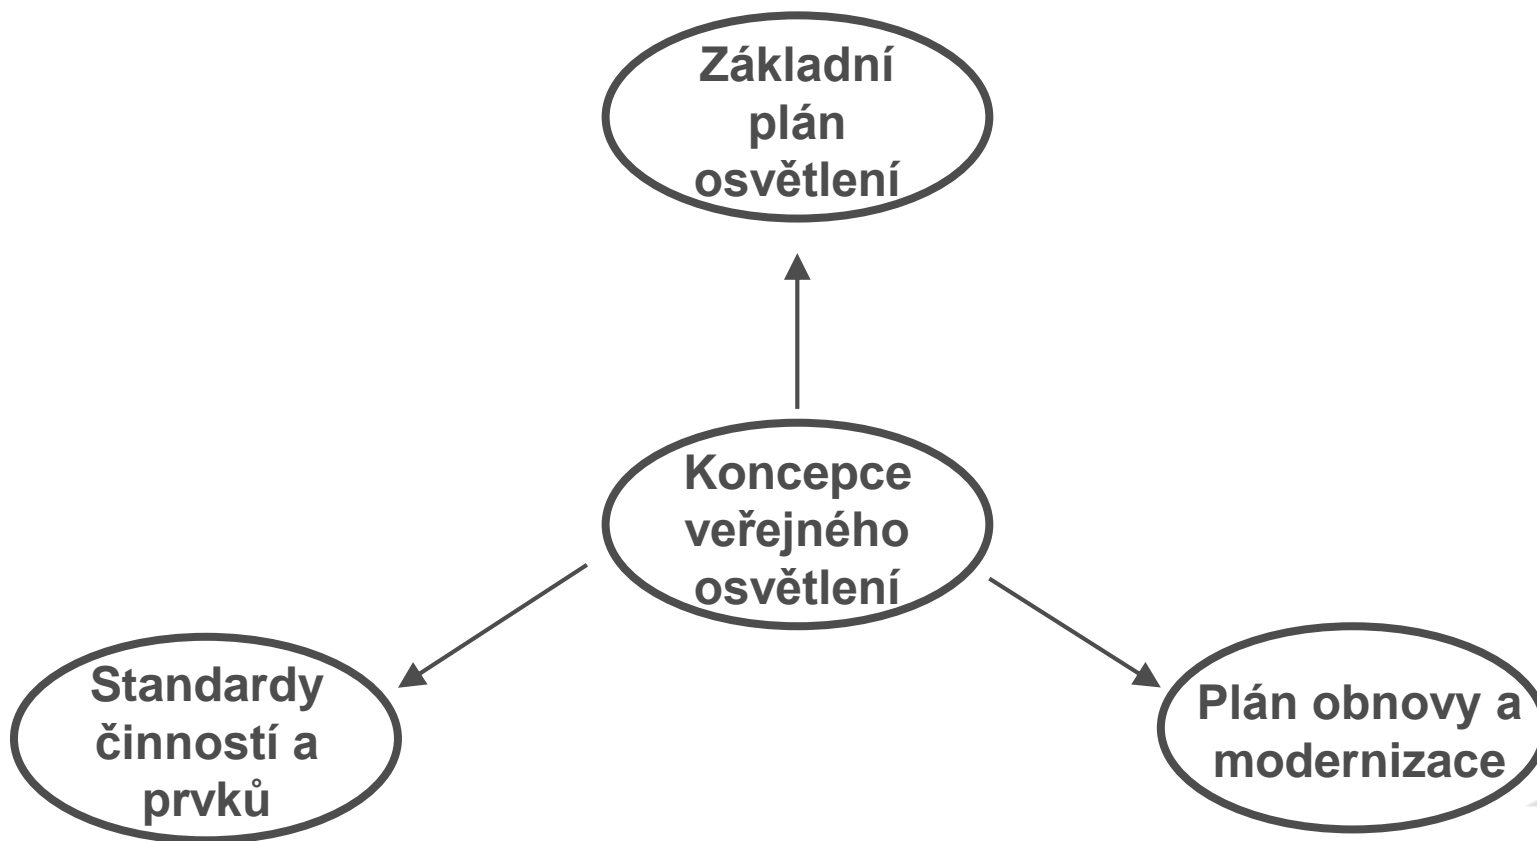 Základní
plán
osvětlení
Koncepce
veřejného
osvětlení
Standardy
činností a
prvků
Plán obnovy a
modernizace